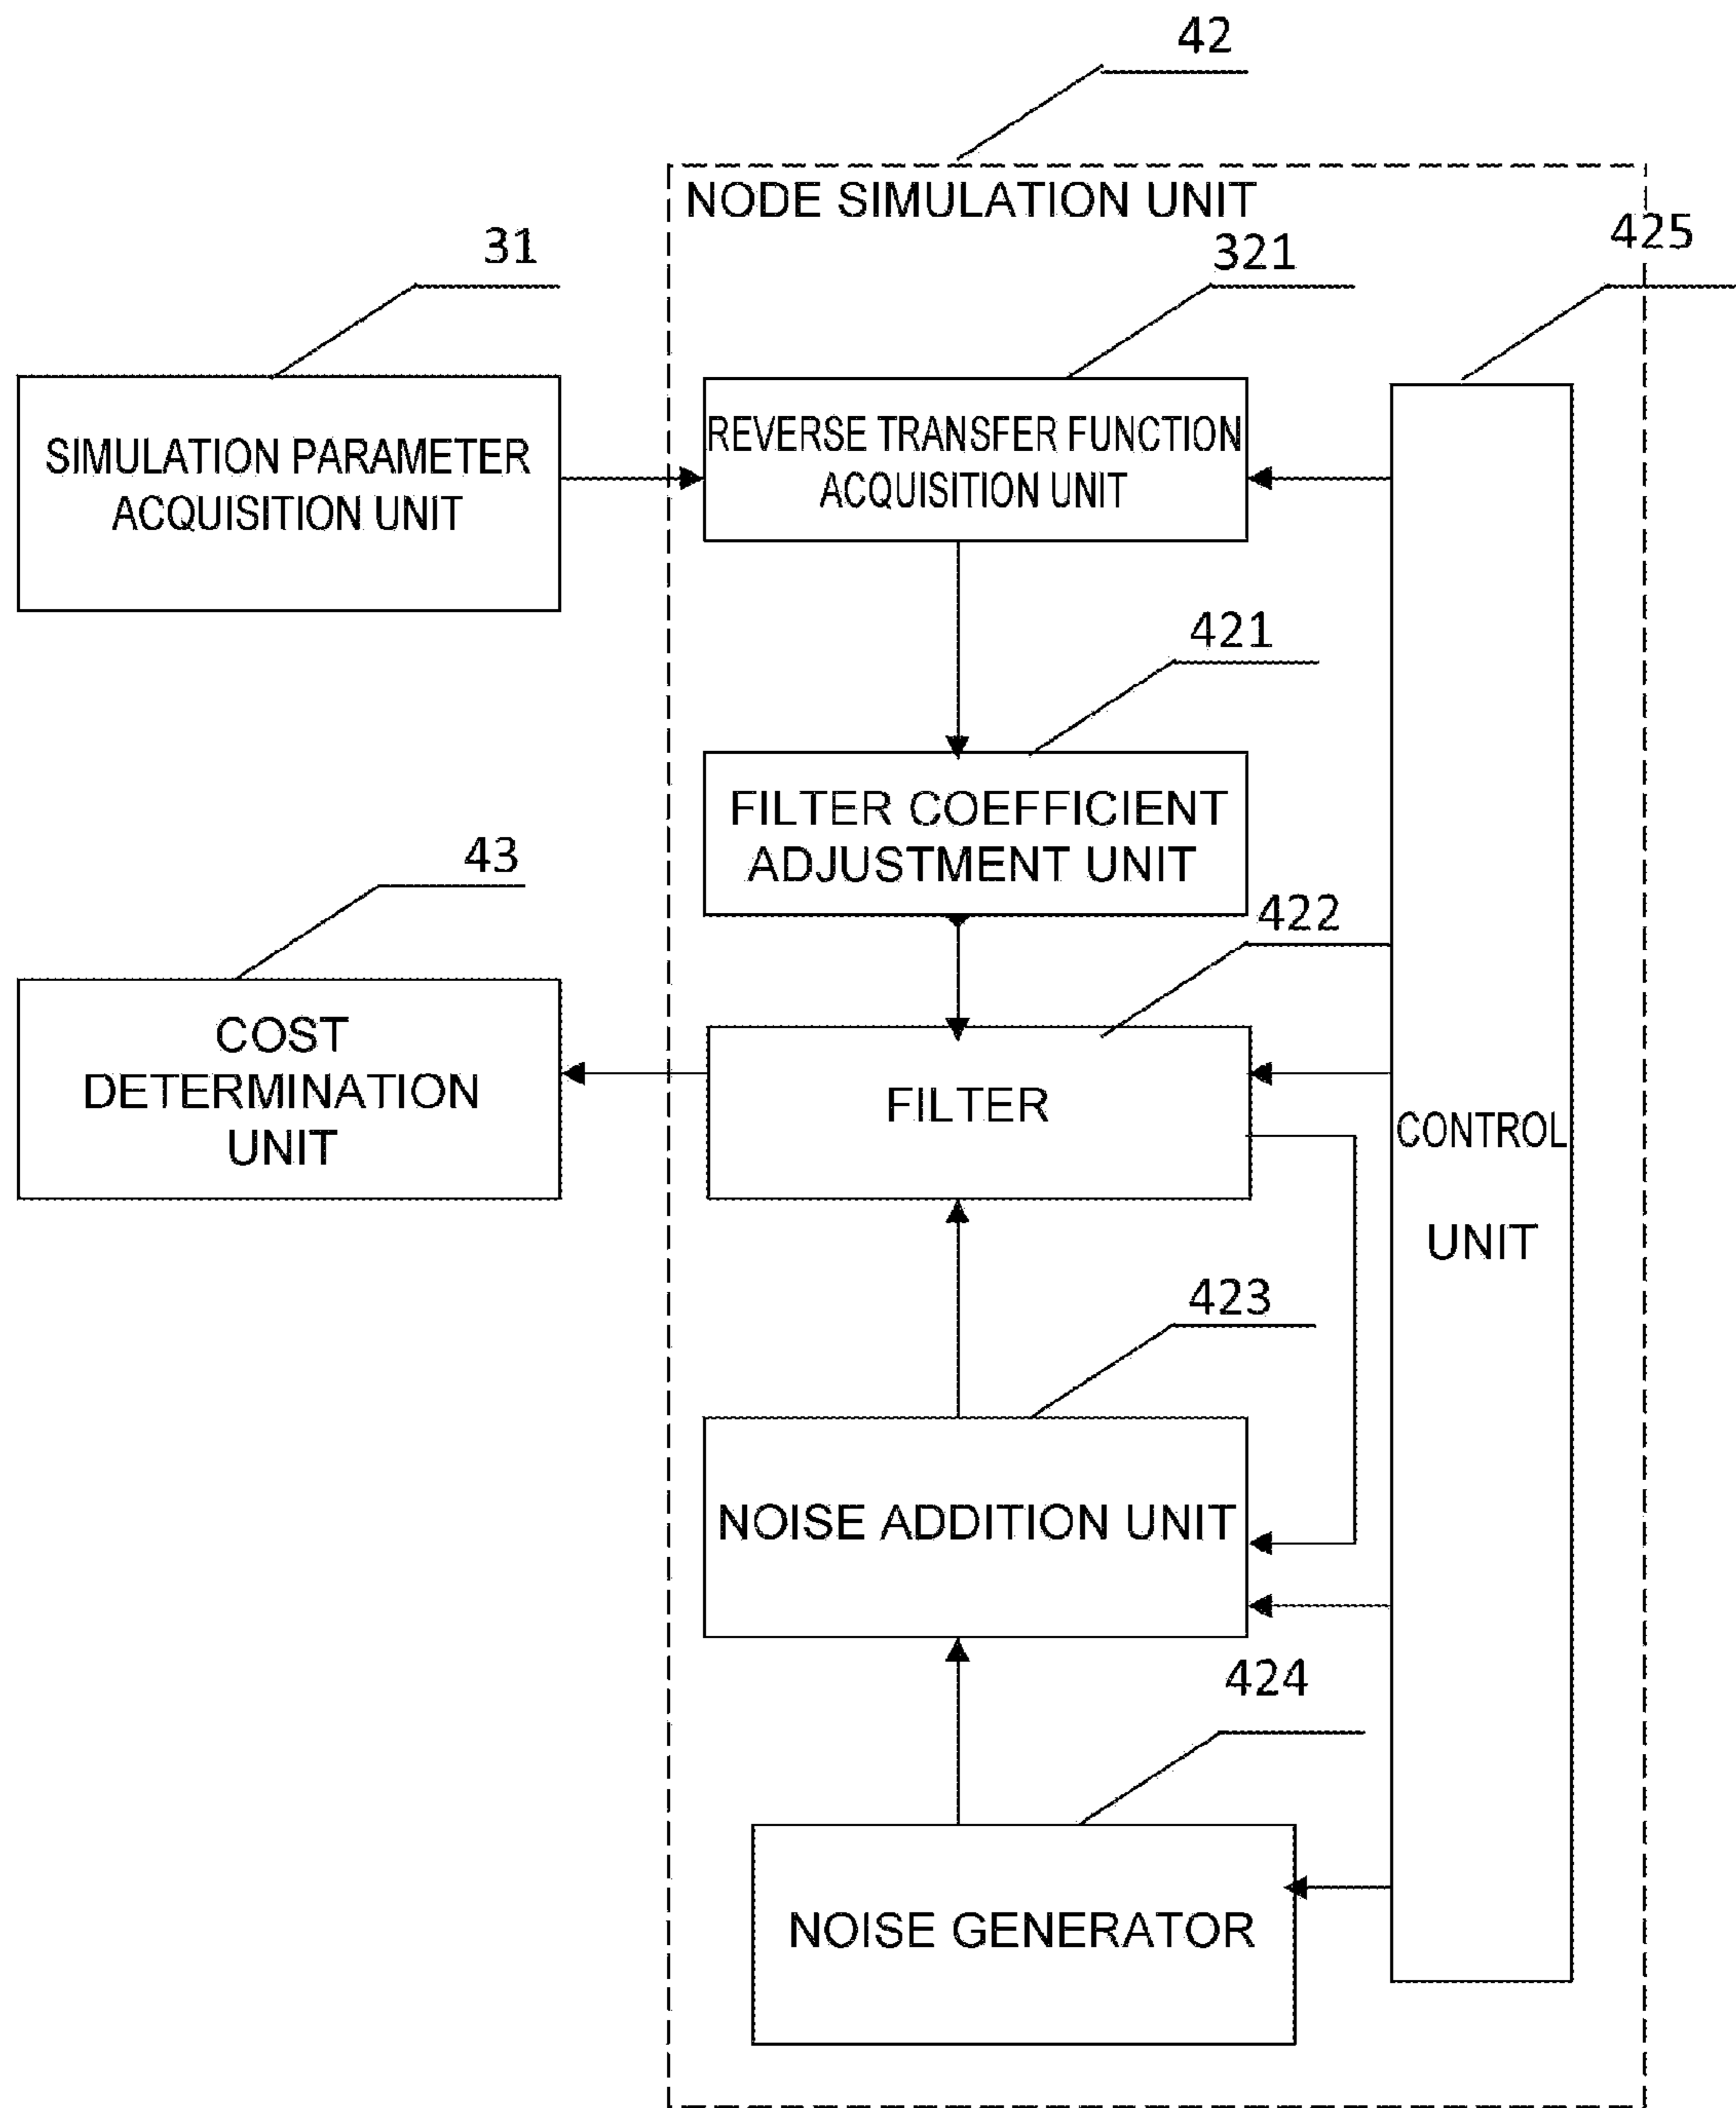 42
NODE SIMULATION UNIT
425
31
321
SIMULATION PARAMETER
ACQUISITION UNIT
REVERSE TRANSFER FUNCTION
ACQUISITION UNIT
421
FILTER COEFFICIENT
ADJUSTMENT UNIT
43
422
COST
DETERMINATION
UNIT
FILTER
CONTROL
UNIT
423
NOISE ADDITION UNIT
424
NOISE GENERATOR